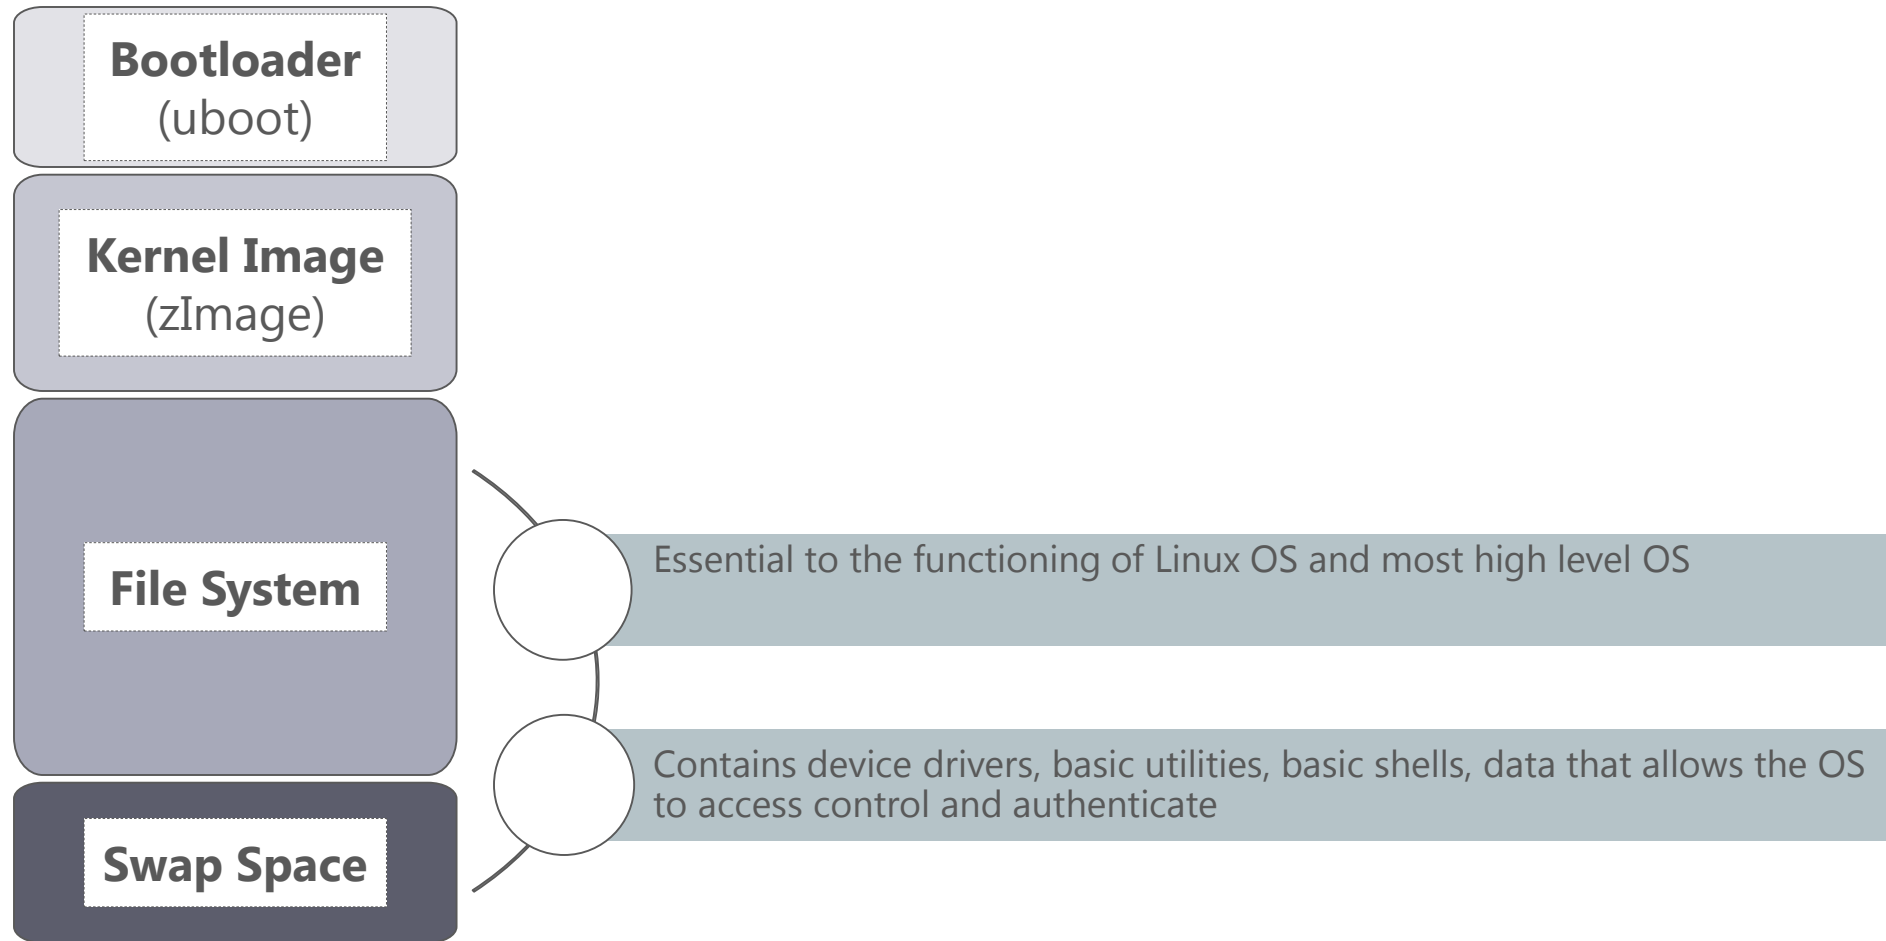 Bootloader
(uboot)
Kernel Image
(zImage)
File System
Swap Space
Essential to the functioning of Linux OS and most high level OS
Contains device drivers, basic utilities, basic shells, data that allows the OS
to access control and authenticate